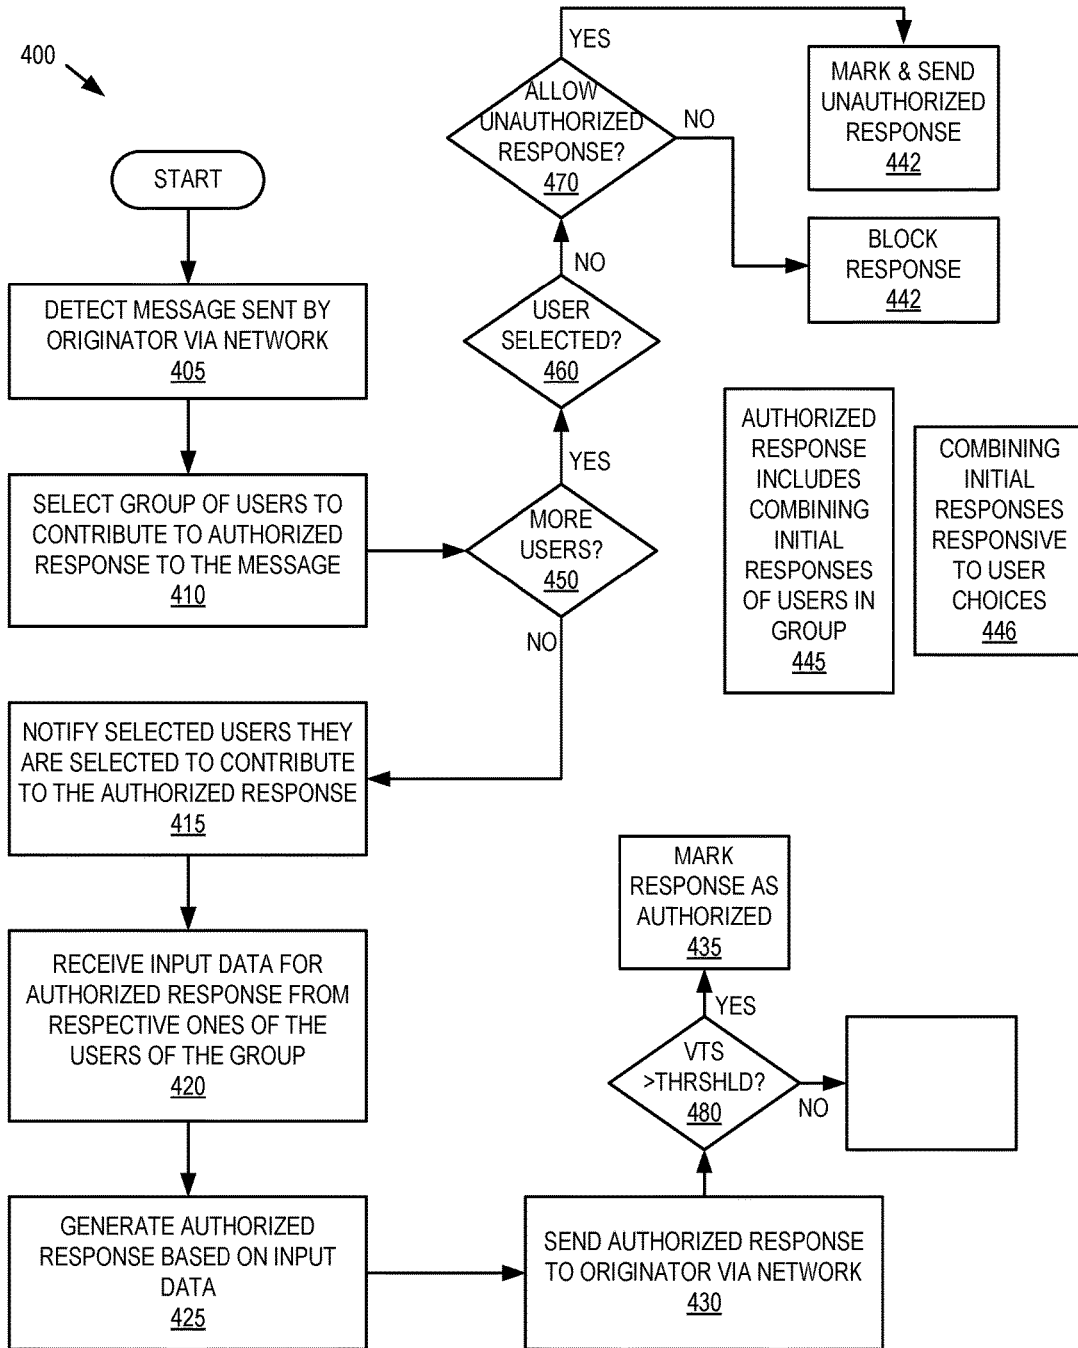 400
START
DETECT MESSAGE SENT BY
ORIGINATOR VIA NETWORK
405
SELECT GROUP OF USERS TO
CONTRIBUTE TO AUTHORIZED
RESPONSE TO THE MESSAGE
410
MORE
USERS?
450
YES
NO
USER
SELECTED?
460
NO
ALLOW
UNAUTHORIZED
RESPONSE?
470
YES
NO
MARK & SEND
UNAUTHORIZED
RESPONSE
442
BLOCK
RESPONSE
442
AUTHORIZED
RESPONSE
INCLUDES
COMBINING
INITIAL
RESPONSES
OF USERS IN
GROUP
445
COMBINING
INITIAL
RESPONSES
RESPONSIVE
TO USER
CHOICES
446
NOTIFY SELECTED USERS THEY
ARE SELECTED TO CONTRIBUTE
TO THE AUTHORIZED RESPONSE
415
RECEIVE INPUT DATA FOR
AUTHORIZED RESPONSE FROM
RESPECTIVE ONES OF THE
USERS OF THE GROUP
420
GENERATE AUTHORIZED
RESPONSE BASED ON INPUT
DATA
425
SEND AUTHORIZED RESPONSE
TO ORIGINATOR VIA NETWORK
430
VTS
>THRSHLD?
480
YES
NO
MARK
RESPONSE AS
AUTHORIZED
435